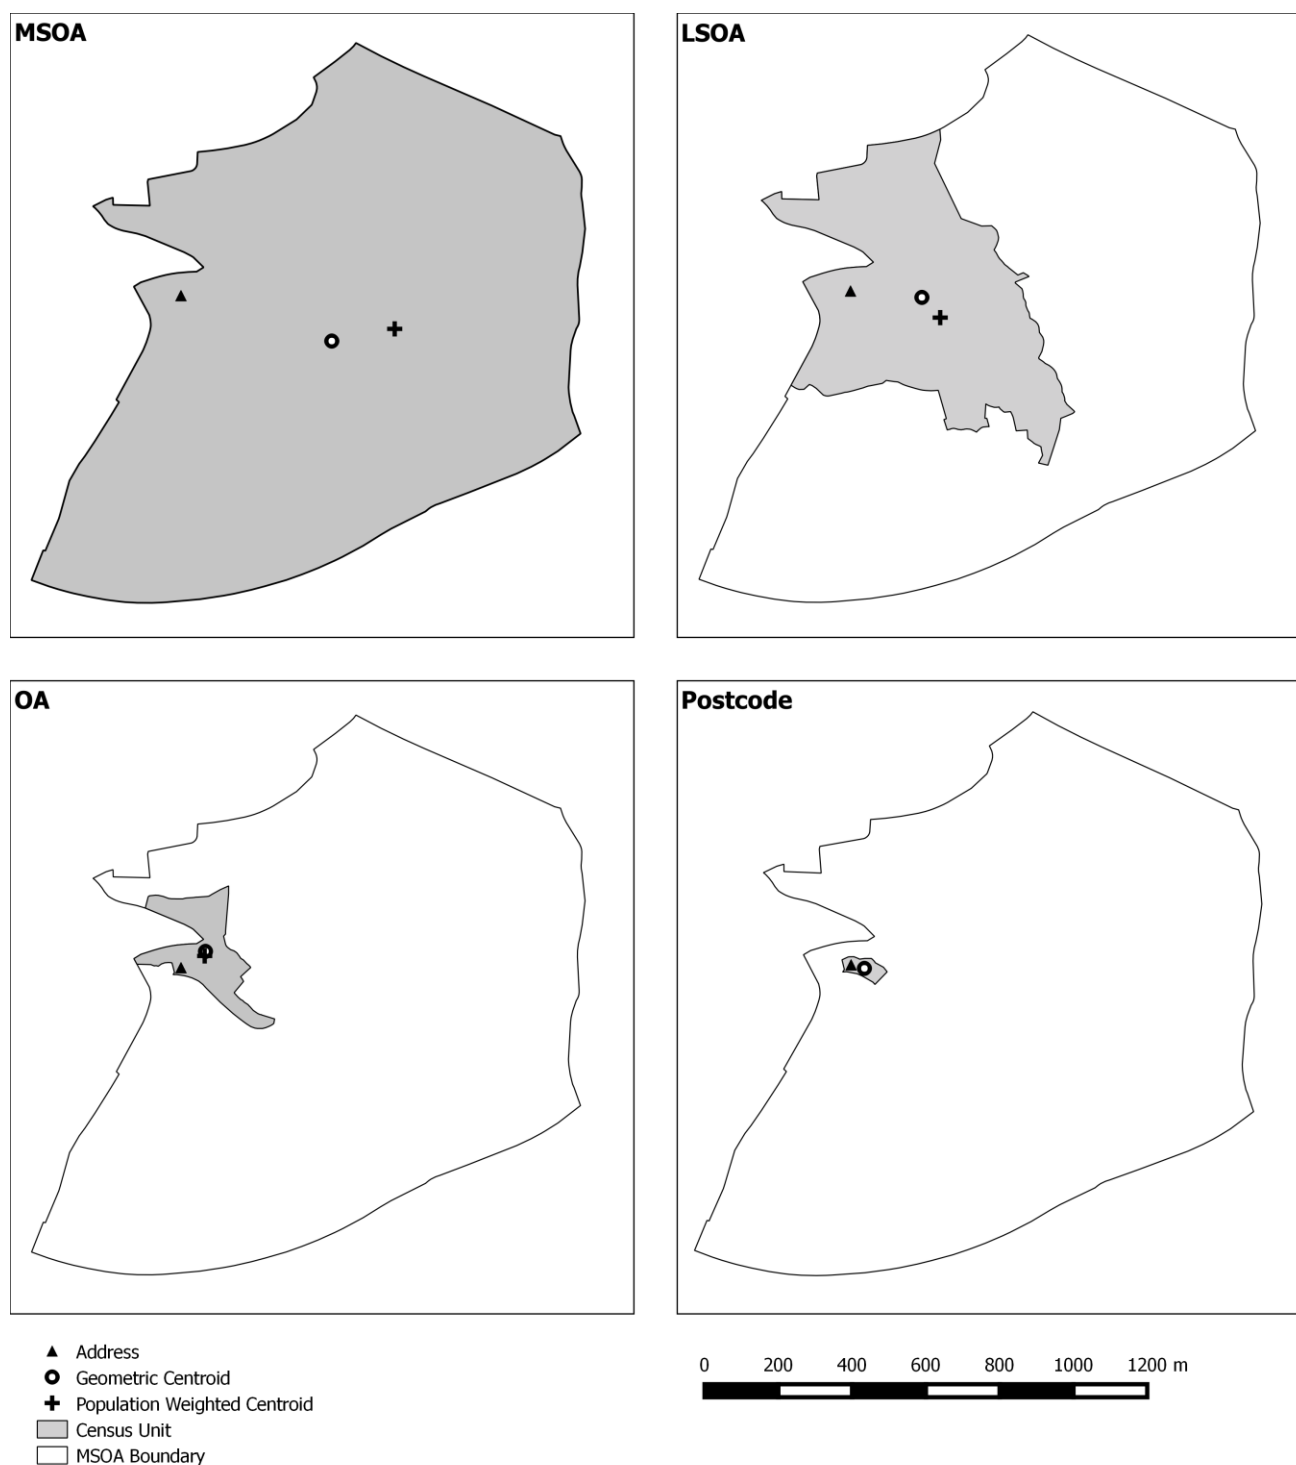 MSOA
LSOA
OA
Postcode
Address
Geometric Centroid
Population Weighted Centroid
Census Unit
MSOA Boundary
0 200 400 600 800 1000 1200 m